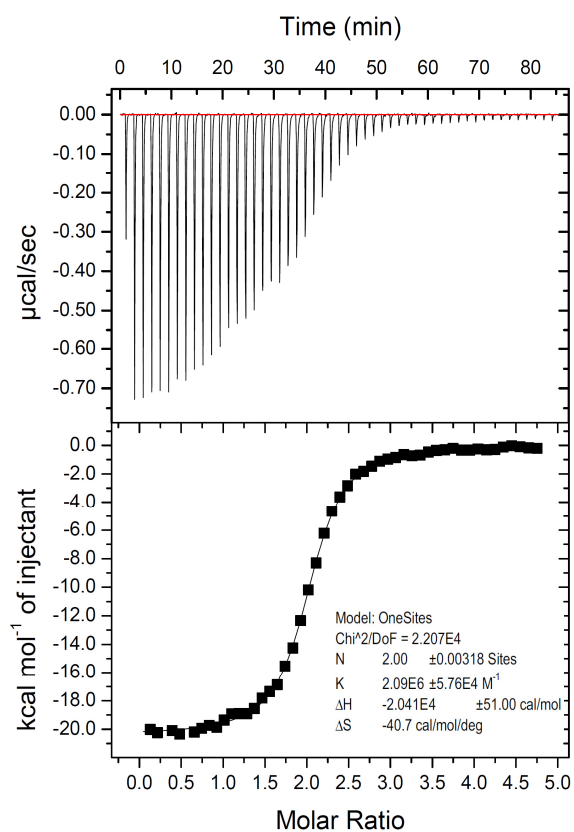 Time (min)
0 10 20 30 40 50 60 70 80
0.00
-0.10
-0.20
-0.30
-0.40
-0.50
-0.60
-0.70
µcal/sec
0.0
-2.0
-4.0
-6.0
-8.0
-10.0
-12.0
-14.0
-16.0
-18.0
-20.0
kcal mol⁻¹ of injectant
Model: OneSites
Chi^2/DoF = 2.207E4
N 2.00 ±0.00318 Sites
K 2.09E6 ±5.76E4 M⁻¹
ΔH -2.041E4 ±51.00 cal/mol
ΔS -40.7 cal/mol/deg
0.0 0.5 1.0 1.5 2.0 2.5 3.0 3.5 4.0 4.5 5.0
Molar Ratio